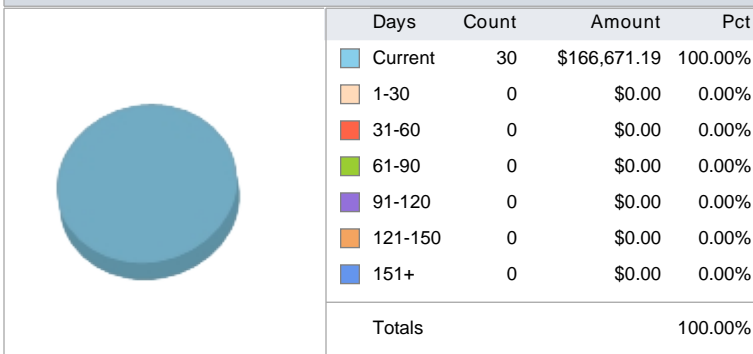 Days Count Amount Pct
Current 30 $166,671.19 100.00%
1-30 0 $0.00 0.00%
31-60 0 $0.00 0.00%
61-90 0 $0.00 0.00%
91-120 0 $0.00 0.00%
121-150 0 $0.00 0.00%
151+ 0 $0.00 0.00%
Totals 100.00%